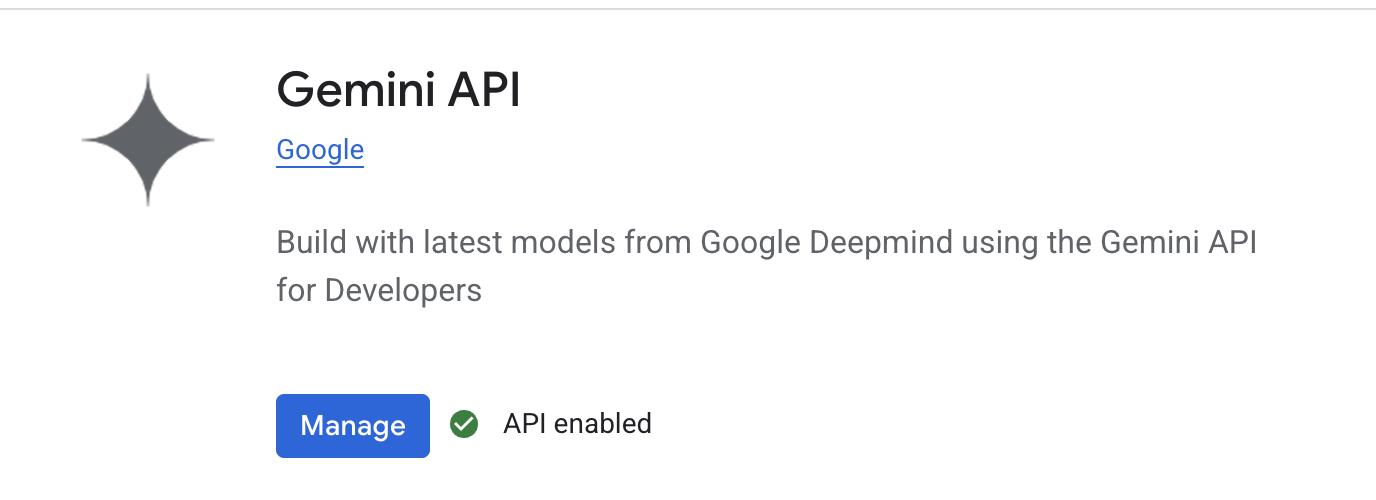 Gemini API
Google
Build with latest models from Google Deepmind using the Gemini API
for Developers
Manage
API enabled